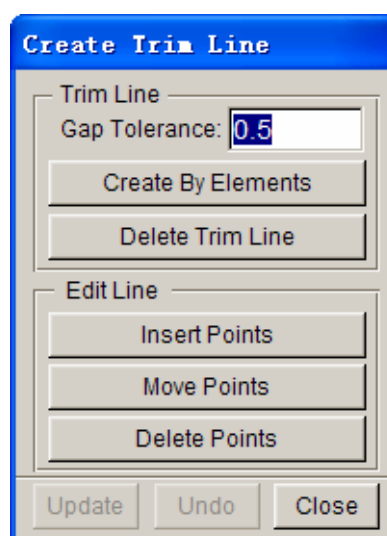 Create Trim Line
Trim Line
Gap Tolerance: 0.5
Create By Elements
Delete Trim Line
Edit Line
Insert Points
Move Points
Delete Points
Update Undo Close